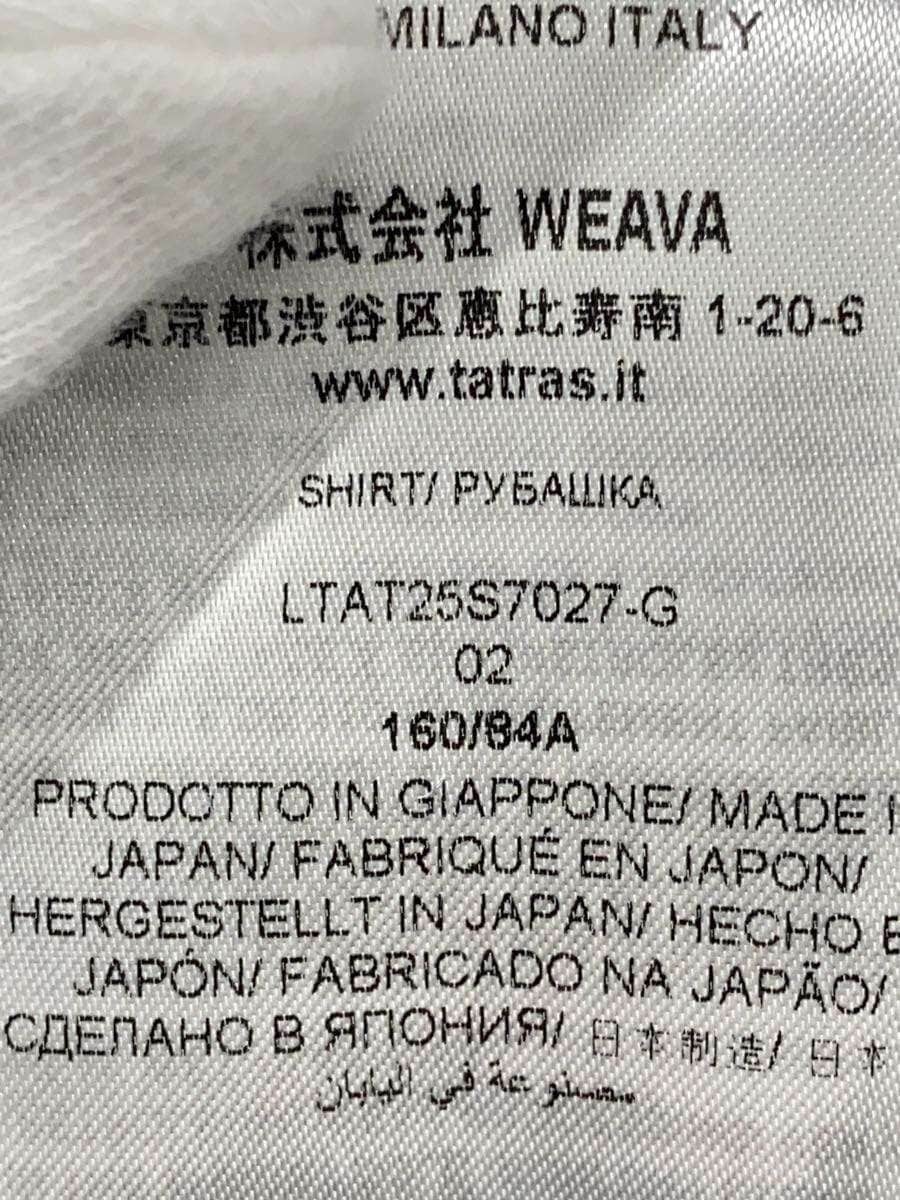 MILANO ITALY
株式会社 WEAVA
東京都渋谷区恵比寿南 1-20-6
www.tatras.it
SHIRT/ РУБАШКА
LTAT25S7027-G
02
160/84A
PRODOTTO IN GIAPPONE/ MADE I
JAPAN/ FABRIQUÉ EN JAPON/
HERGESTELLT IN JAPAN/ HECHO E
JAPÓN/ FABRICADO NA JAPÃO/
СДЕЛАНО В ЯПОНИЯ/ 日本制造/ 日本
مصنوعة في اليابان